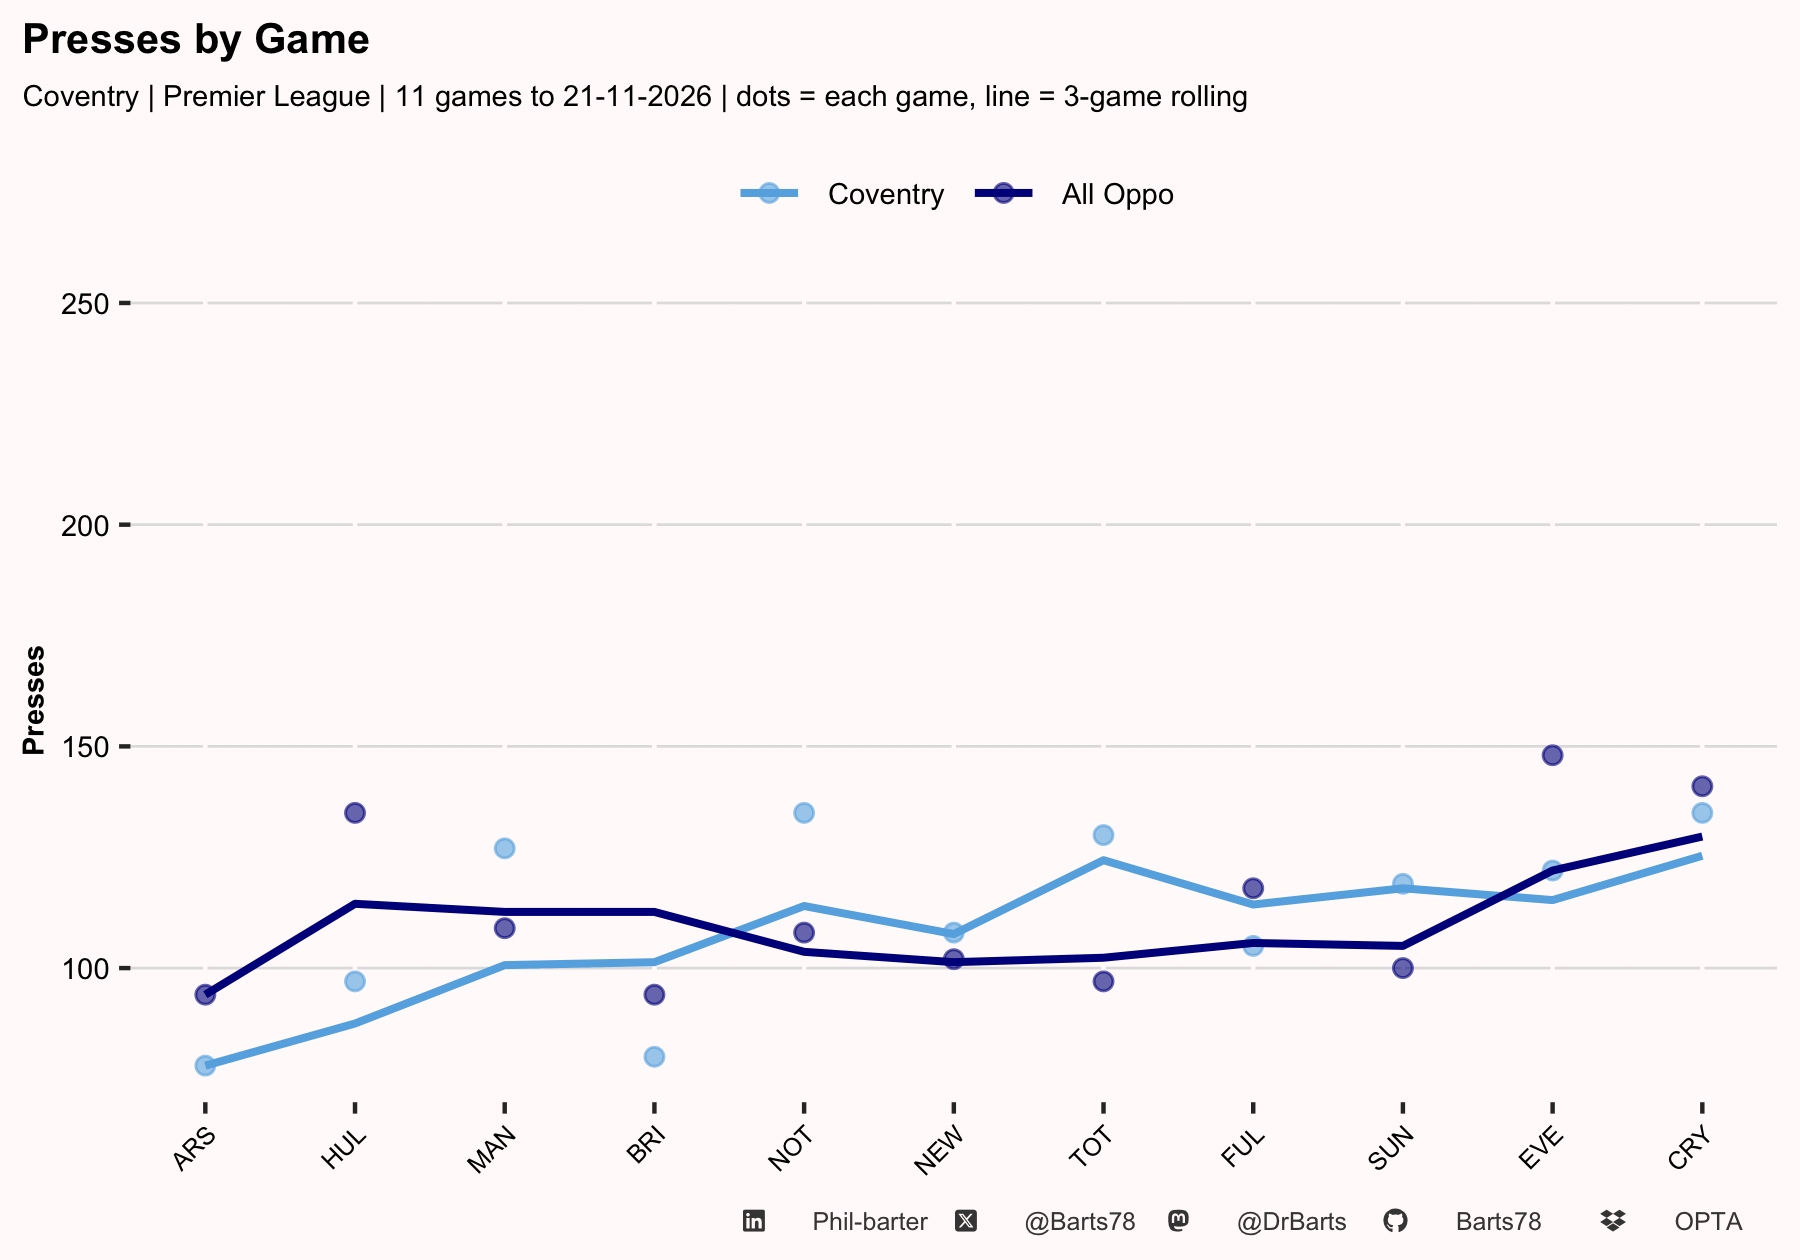 Presses by Game
Coventry | Premier League | 11 games to 21-11-2026 | dots = each game, line = 3-game rolling
Coventry
All Oppo
250
200
150
100
Presses
ARS
HUL
MAN
BRI
NOT
NEW
TOT
FUL
SUN
EVE
CRY
Phil-barter @Barts78 @DrBarts Barts78 OPTA